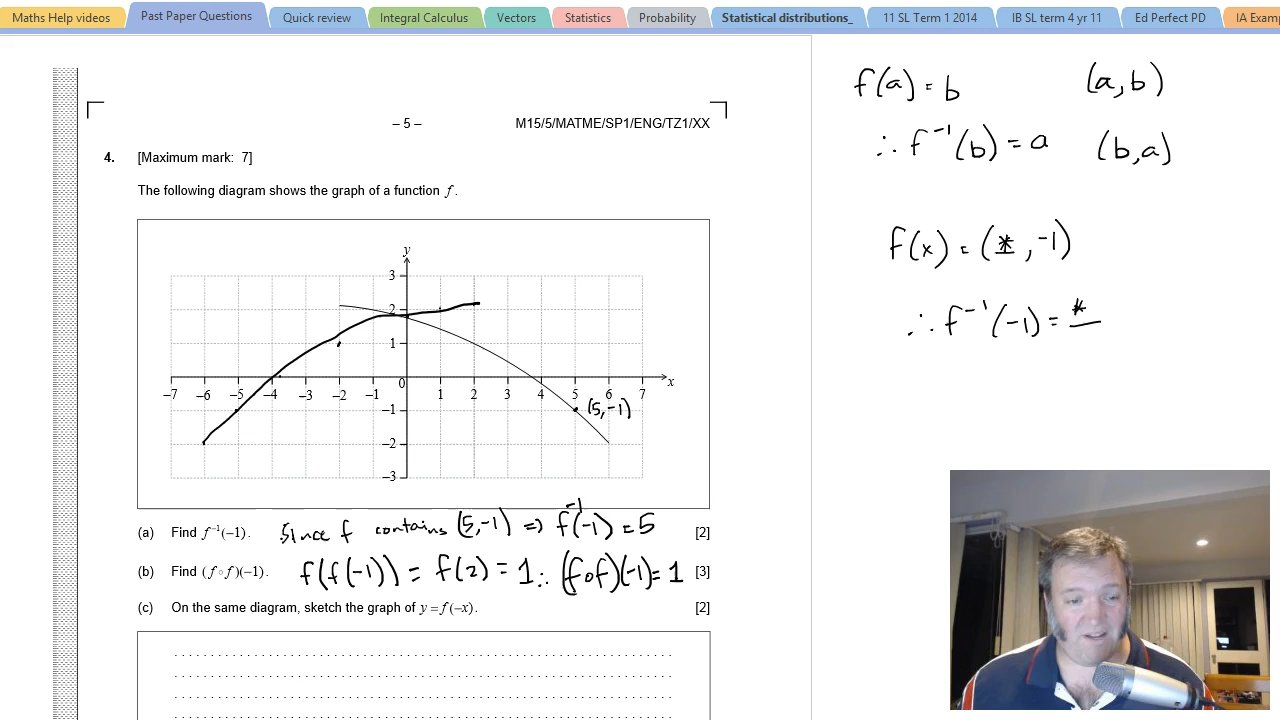 Maths Help videos Past Paper Questions Quick review Integral Calculus Vectors Statistics Probability Statistical distributions_ 11 SL Term 1 2014 IB SL term 4 yr 11 Ed Perfect PD IA Examp
– 5 – M15/5/MATME/SP1/ENG/TZ1/XX
4. [Maximum mark: 7]
The following diagram shows the graph of a function f .
y
3
2
1
0
–1
–2
–3
–7 –6 –5 –4 –3 –2 –1 1 2 3 4 5 6 7 x
(5,-1)
(a) Find f⁻¹(−1). Since f contains (5,-1) => f⁻¹(-1) = 5 [2]
(b) Find (f ∘ f)(−1). f(f(-1)) = f(2) = 1 ∴ (f∘f)(-1) = 1 [3]
(c) On the same diagram, sketch the graph of y = f(−x). [2]
f(a) = b (a,b)
∴ f⁻¹(b) = a (b,a)
f(x) = (*, -1)
∴ f⁻¹(-1) = *